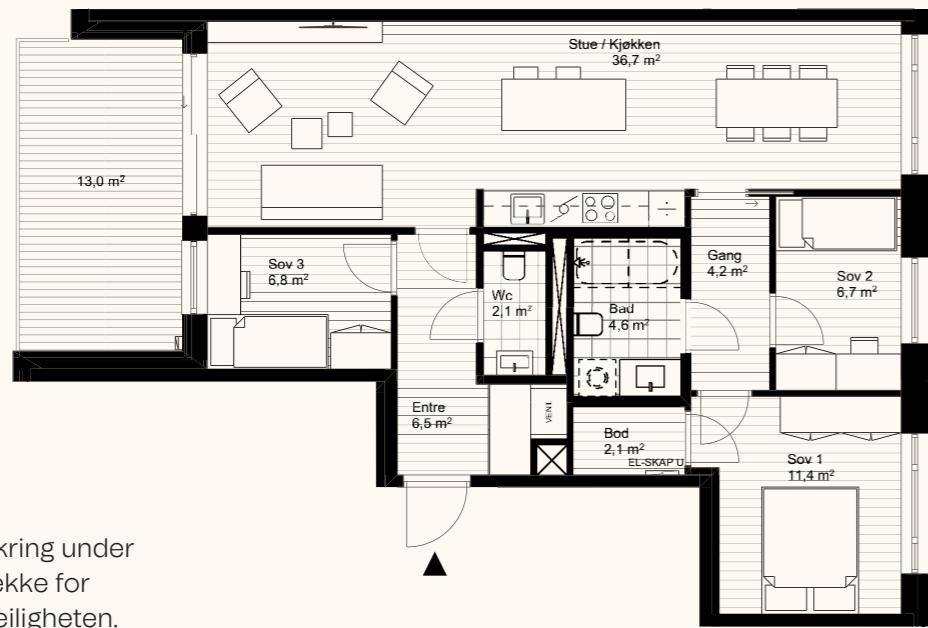 Stue / Kjøkken
36,7 m²
13,0 m²
Sov 3
6,8 m²
Wc
2,1 m²
Bad
4,6 m²
Gang
4,2 m²
Sov 2
6,7 m²
Entre
6,5 m²
VENT.
Bod
2,1 m²
EL-SKAP U
Sov 1
11,4 m²
kring under
ekke for
eiligheten.